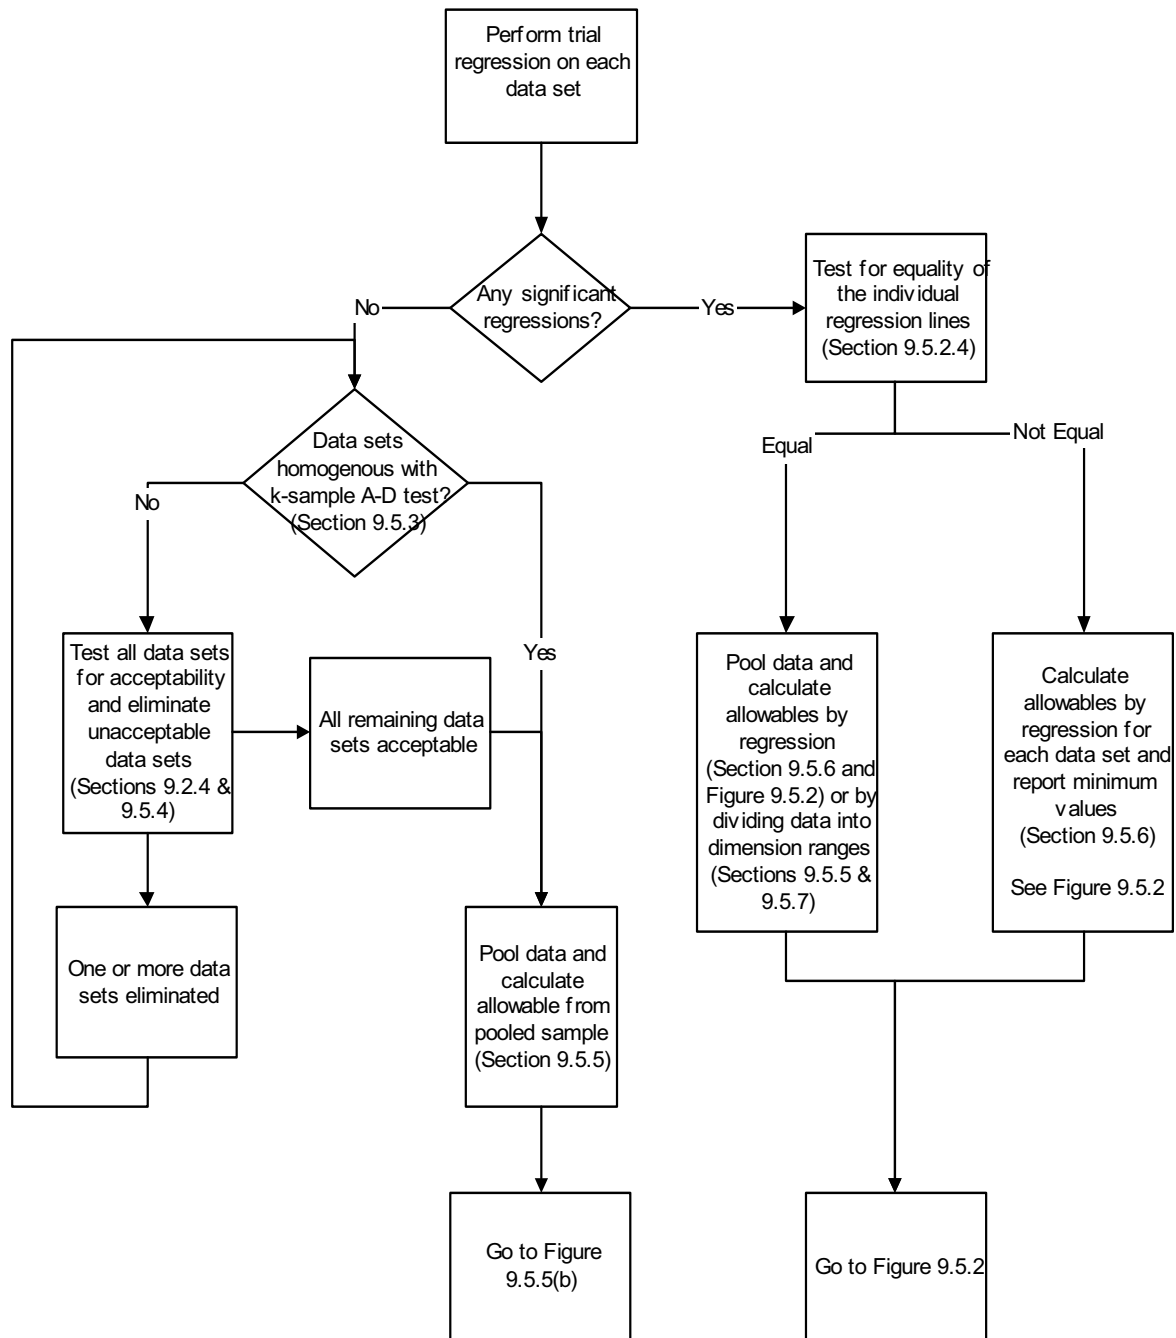 Perform trial
regression on each
data set
Any significant
regressions?
No
Yes
Test for equality of
the individual
regression lines
(Section 9.5.2.4)
Equal
Not Equal
Data sets
homogenous with
k-sample A-D test?
(Section 9.5.3)
No
Yes
Test all data sets
for acceptability
and eliminate
unacceptable
data sets
(Sections 9.2.4 &
9.5.4)
All remaining data
sets acceptable
Pool data and
calculate
allowables by
regression
(Section 9.5.6 and
Figure 9.5.2) or by
dividing data into
dimension ranges
(Sections 9.5.5 &
9.5.7)
Calculate
allowables by
regression for
each data set and
report minimum
values
(Section 9.5.6)
See Figure 9.5.2
One or more data
sets eliminated
Pool data and
calculate
allowable from
pooled sample
(Section 9.5.5)
Go to Figure
9.5.5(b)
Go to Figure 9.5.2